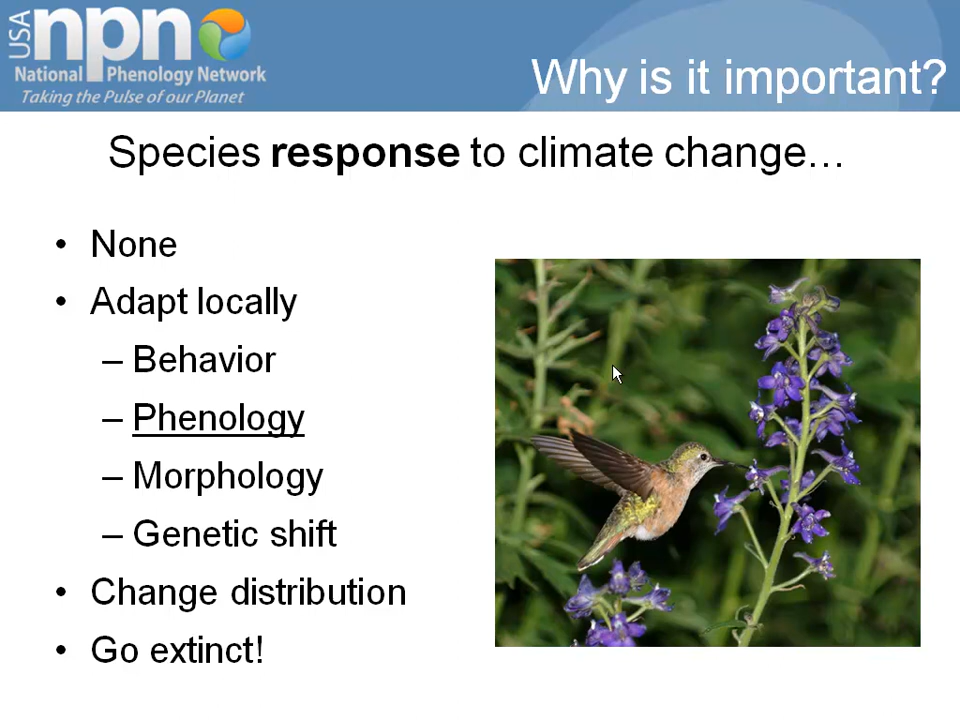 USA npn
National Phenology Network
Taking the Pulse of our Planet
Why is it important?
Species response to climate change…
• None
• Adapt locally
– Behavior
– Phenology
– Morphology
– Genetic shift
• Change distribution
• Go extinct!